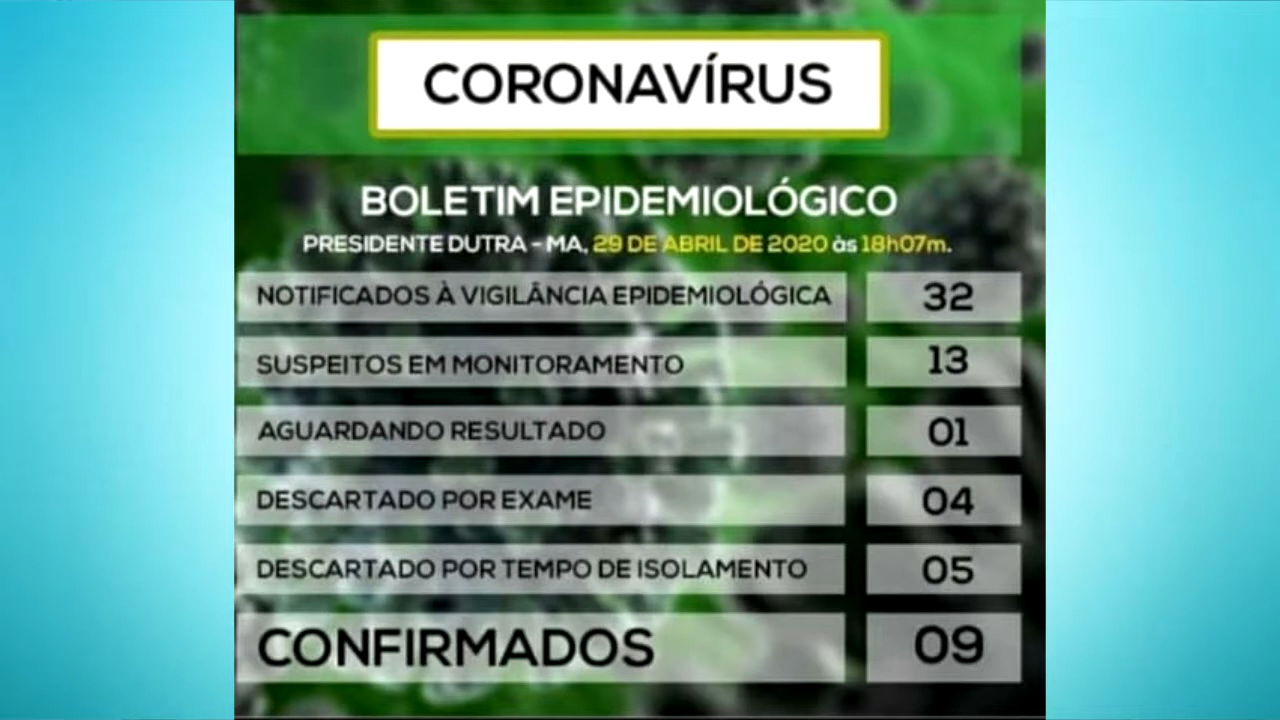 CORONAVÍRUS
BOLETIM EPIDEMIOLÓGICO
PRESIDENTE DUTRA - MA, 29 DE ABRIL DE 2020 às 18h07m.
NOTIFICADOS À VIGILÂNCIA EPIDEMIOLÓGICA 32
SUSPEITOS EM MONITORAMENTO 13
AGUARDANDO RESULTADO 01
DESCARTADO POR EXAME 04
DESCARTADO POR TEMPO DE ISOLAMENTO 05
CONFIRMADOS 09